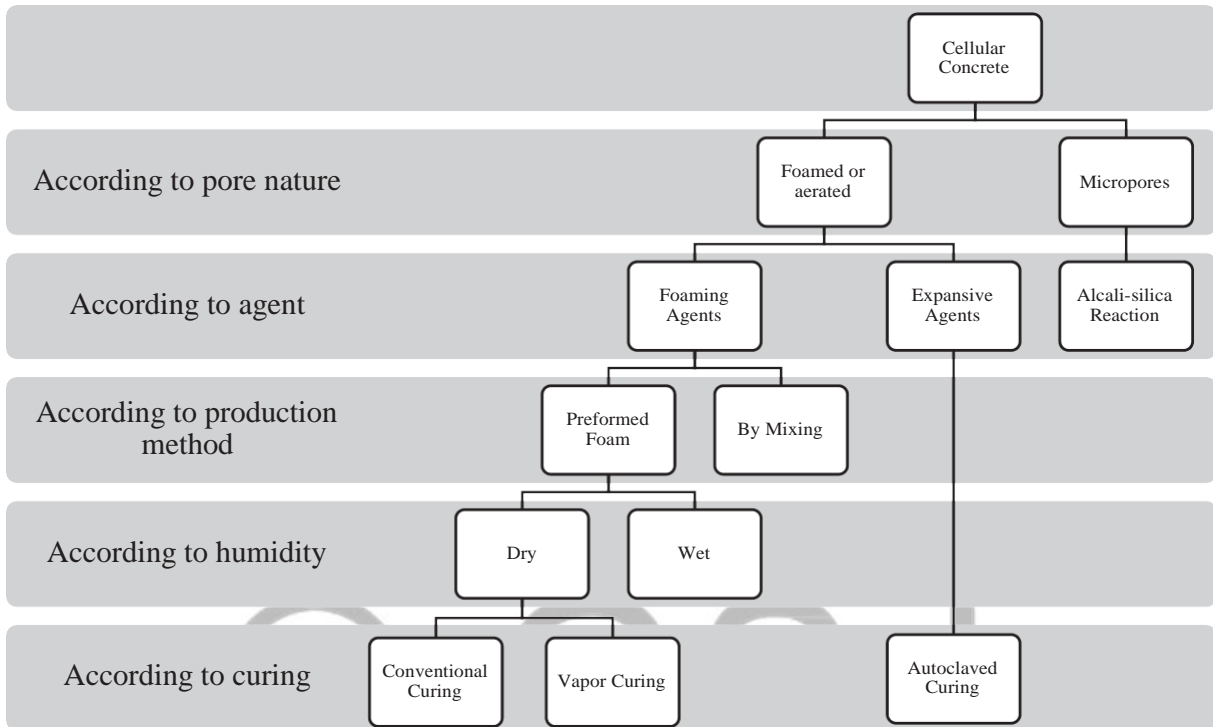 Cellular
Concrete
According to pore nature
Foamed or
aerated
Micropores
According to agent
Foaming
Agents
Expansive
Agents
Alcali-silica
Reaction
According to production
method
Preformed
Foam
By Mixing
According to humidity
Dry
Wet
According to curing
Conventional
Curing
Vapor Curing
Autoclaved
Curing